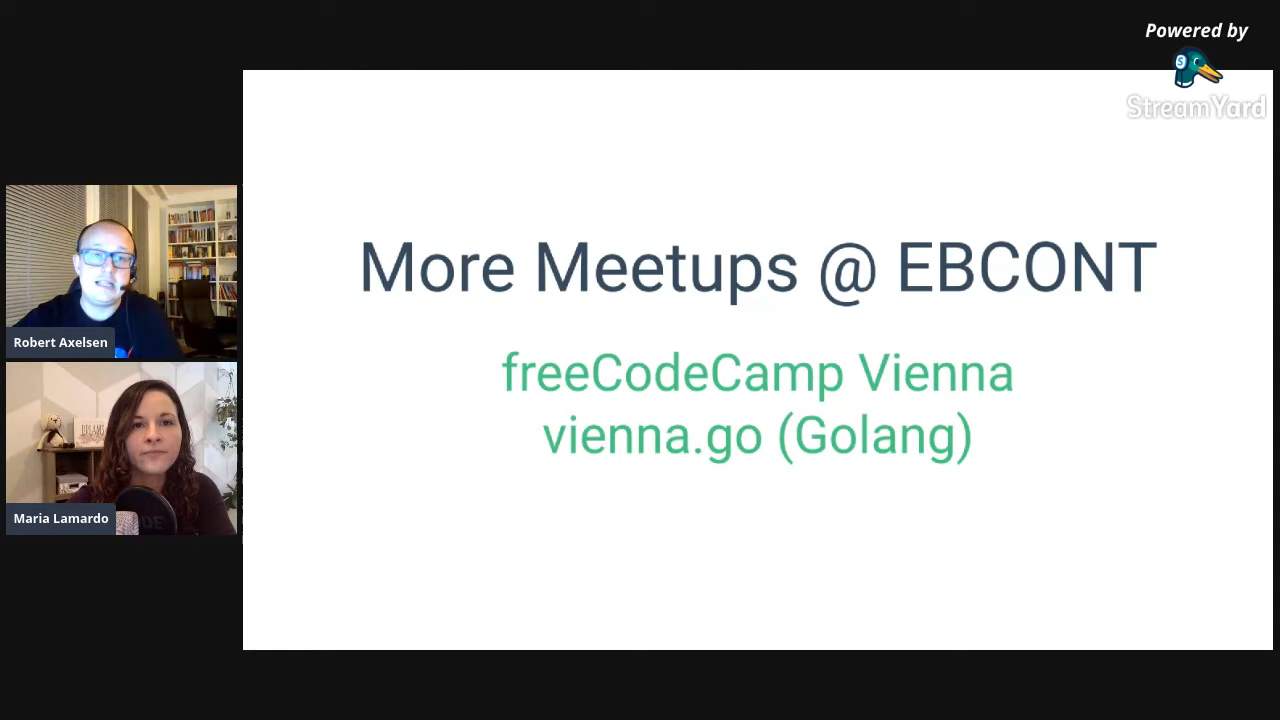 Powered by
StreamYard
More Meetups @ EBCONT
freeCodeCamp Vienna
vienna.go (Golang)
Robert Axelsen
Maria Lamardo